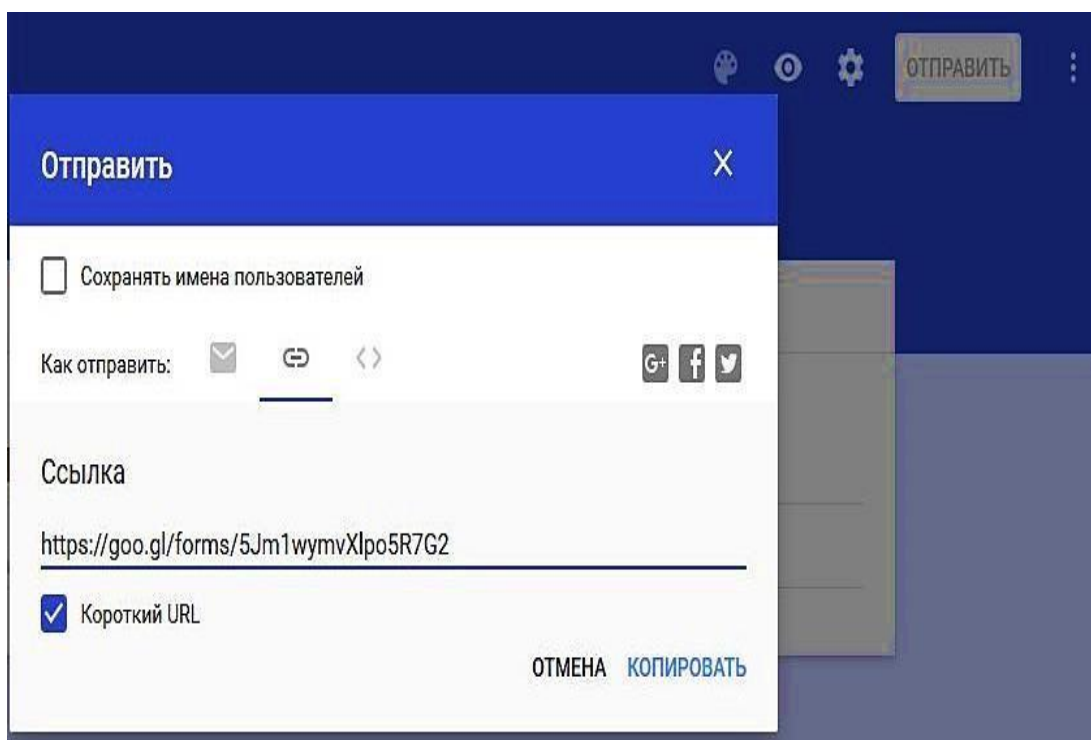 ОТПРАВИТЬ
Отправить
Сохранять имена пользователей
Как отправить:
G+
Ссылка
https://goo.gl/forms/5Jm1wymvXlpo5R7G2
Короткий URL
ОТМЕНА КОПИРОВАТЬ